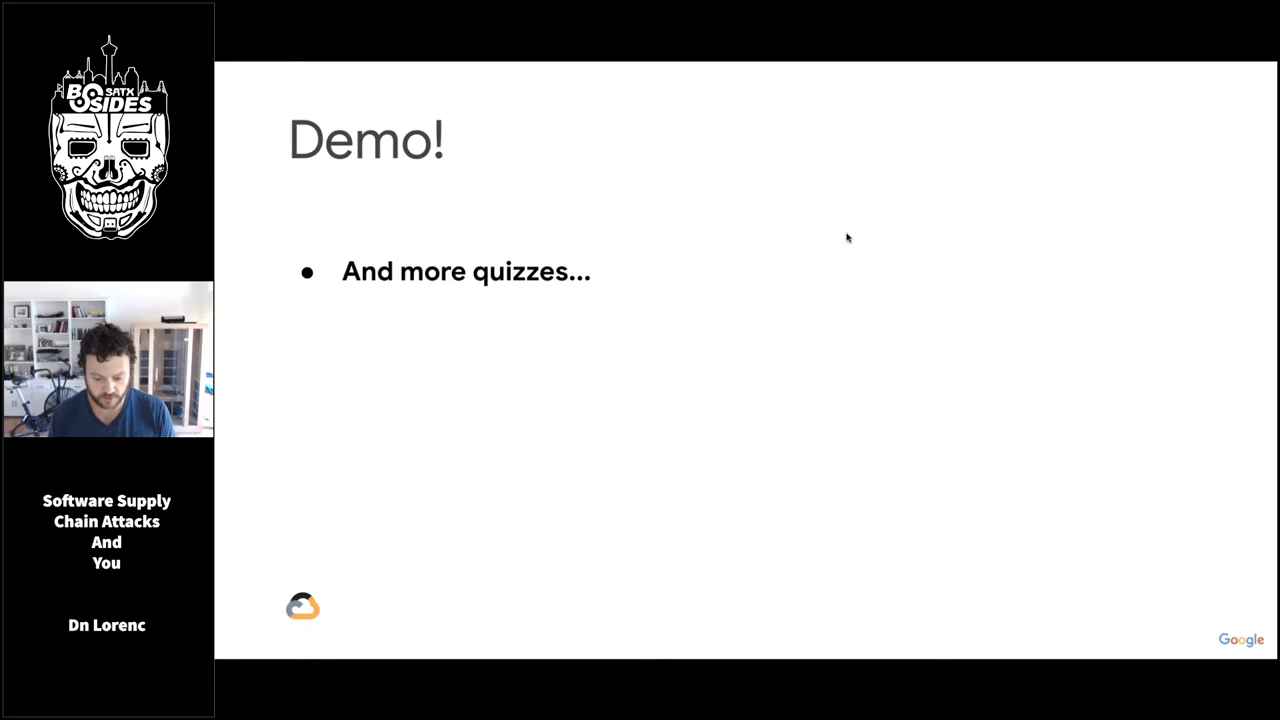 SATX
BSIDES
Software Supply
Chain Attacks
And
You
Dn Lorenc
Demo!
● And more quizzes...
Google